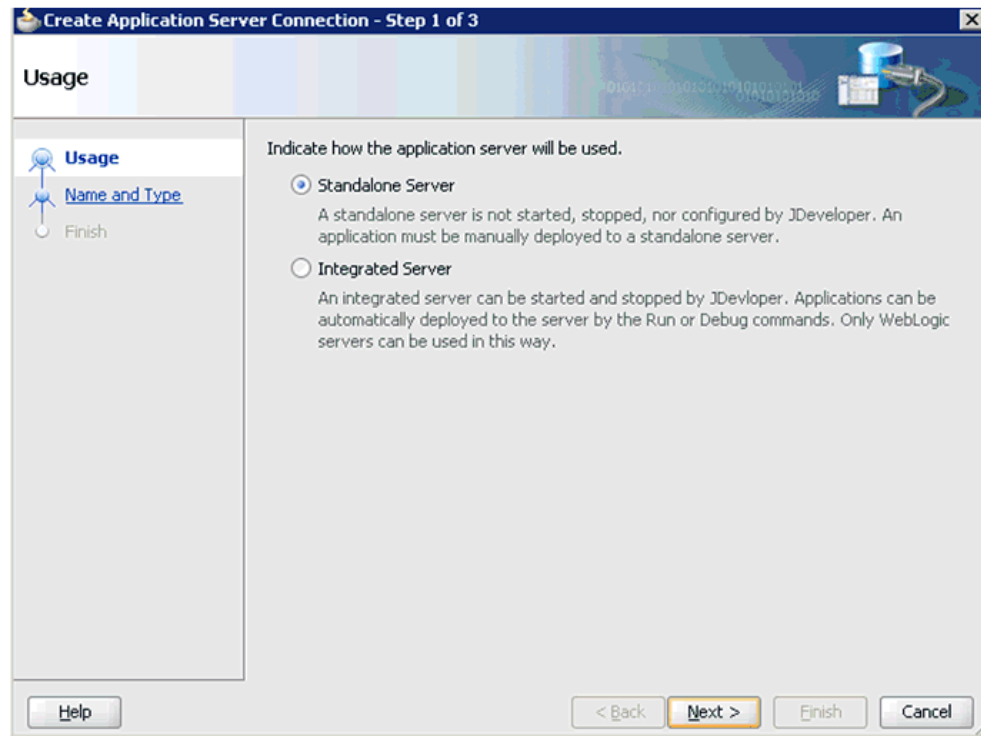 Create Application Server Connection - Step 1 of 3
Usage
Usage
Name and Type
Finish
Indicate how the application server will be used.
Standalone Server
A standalone server is not started, stopped, nor configured by JDeveloper. An
application must be manually deployed to a standalone server.
Integrated Server
An integrated server can be started and stopped by JDevloper. Applications can be
automatically deployed to the server by the Run or Debug commands. Only WebLogic
servers can be used in this way.
Help
< Back
Next >
Finish
Cancel